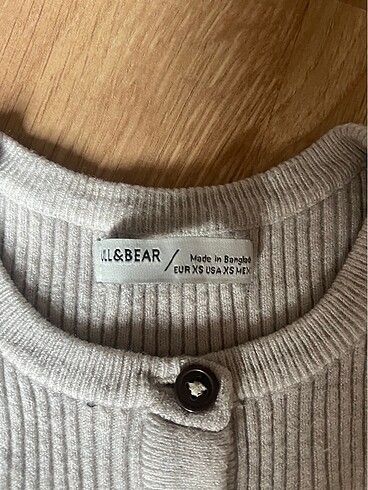 LL&BEAR /
Made in Banglad
EUR XS USA XS MEX